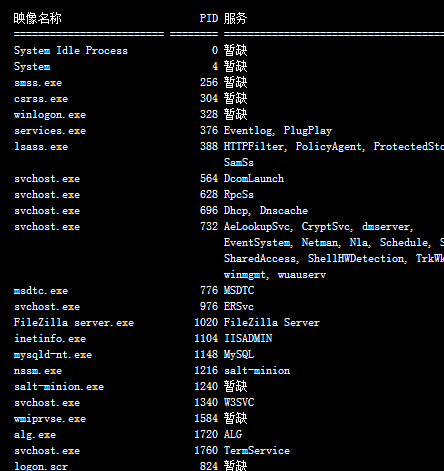 映像名称 PID 服务
========================= ======== ====================================
System Idle Process 0 暂缺
System 4 暂缺
smss.exe 256 暂缺
csrss.exe 304 暂缺
winlogon.exe 328 暂缺
services.exe 376 Eventlog, PlugPlay
lsass.exe 388 HTTPFilter, PolicyAgent, ProtectedSto
SamSs
svchost.exe 564 DcomLaunch
svchost.exe 628 RpcSs
svchost.exe 696 Dhcp, Dnscache
svchost.exe 732 AeLookupSvc, CryptSvc, dmserver,
EventSystem, Netman, Nla, Schedule, S
SharedAccess, ShellHWDetection, TrkWk
winmgmt, wuauserv
msdtc.exe 776 MSDTC
svchost.exe 976 ERSvc
FileZilla server.exe 1020 FileZilla Server
inetinfo.exe 1104 IISADMIN
mysqld-nt.exe 1148 MySQL
nssm.exe 1216 salt-minion
salt-minion.exe 1240 暂缺
svchost.exe 1340 W3SVC
wmiprvse.exe 1584 暂缺
alg.exe 1720 ALG
svchost.exe 1760 TermService
logon.scr 824 暂缺